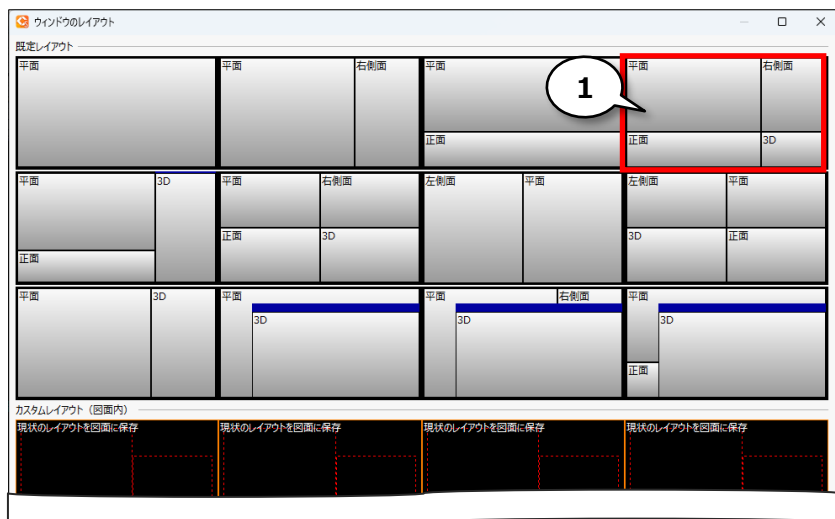 ウィンドウのレイアウト
既定レイアウト
平面
平面 右側面
平面
正面
1
平面 右側面
正面 3D
平面 3D
正面
平面 右側面
正面 3D
左側面 平面
左側面 平面
3D 正面
平面 3D
平面
3D
平面 右側面
3D
平面
3D
正面
カスタムレイアウト（図面内）
現状のレイアウトを図面に保存
現状のレイアウトを図面に保存
現状のレイアウトを図面に保存
現状のレイアウトを図面に保存